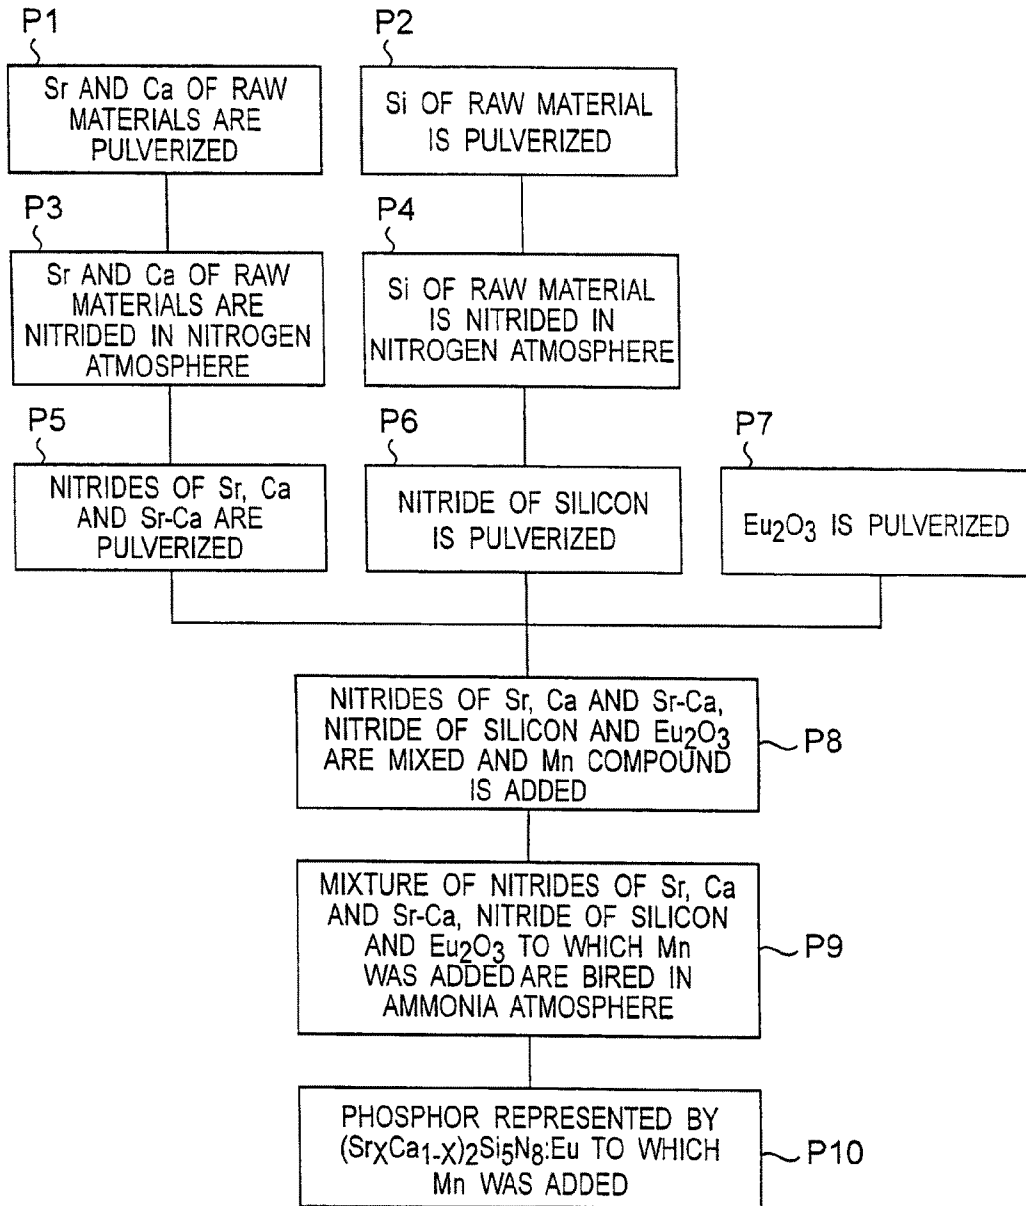 P1
Sr AND Ca OF RAW
MATERIALS ARE
PULVERIZED
P2
Si OF RAW MATERIAL
IS PULVERIZED
P3
Sr AND Ca OF RAW
MATERIALS ARE
NITRIDED IN NITROGEN
ATMOSPHERE
P4
Si OF RAW MATERIAL
IS NITRIDED IN
NITROGEN ATMOSPHERE
P5
NITRIDES OF Sr, Ca
AND Sr-Ca ARE
PULVERIZED
P6
NITRIDE OF SILICON
IS PULVERIZED
P7
Eu₂O₃ IS PULVERIZED
NITRIDES OF Sr, Ca AND Sr-Ca,
NITRIDE OF SILICON AND Eu₂O₃
ARE MIXED AND Mn COMPOUND
IS ADDED
P8
MIXTURE OF NITRIDES OF Sr, Ca
AND Sr-Ca, NITRIDE OF SILICON
AND Eu₂O₃ TO WHICH Mn
WAS ADDED ARE BIRED IN
AMMONIA ATMOSPHERE
P9
PHOSPHOR REPRESENTED BY
(SrXCa1-X)2Si5N8:Eu TO WHICH
Mn WAS ADDED
P10